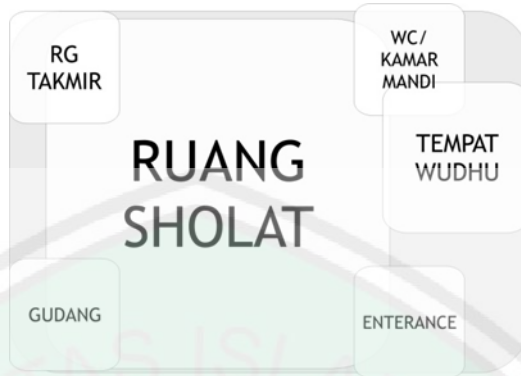 RG
TAKMIR
WC/
KAMAR
MANDI
RUANG
SHOLAT
TEMPAT
WUDHU
GUDANG
ENTERANCE